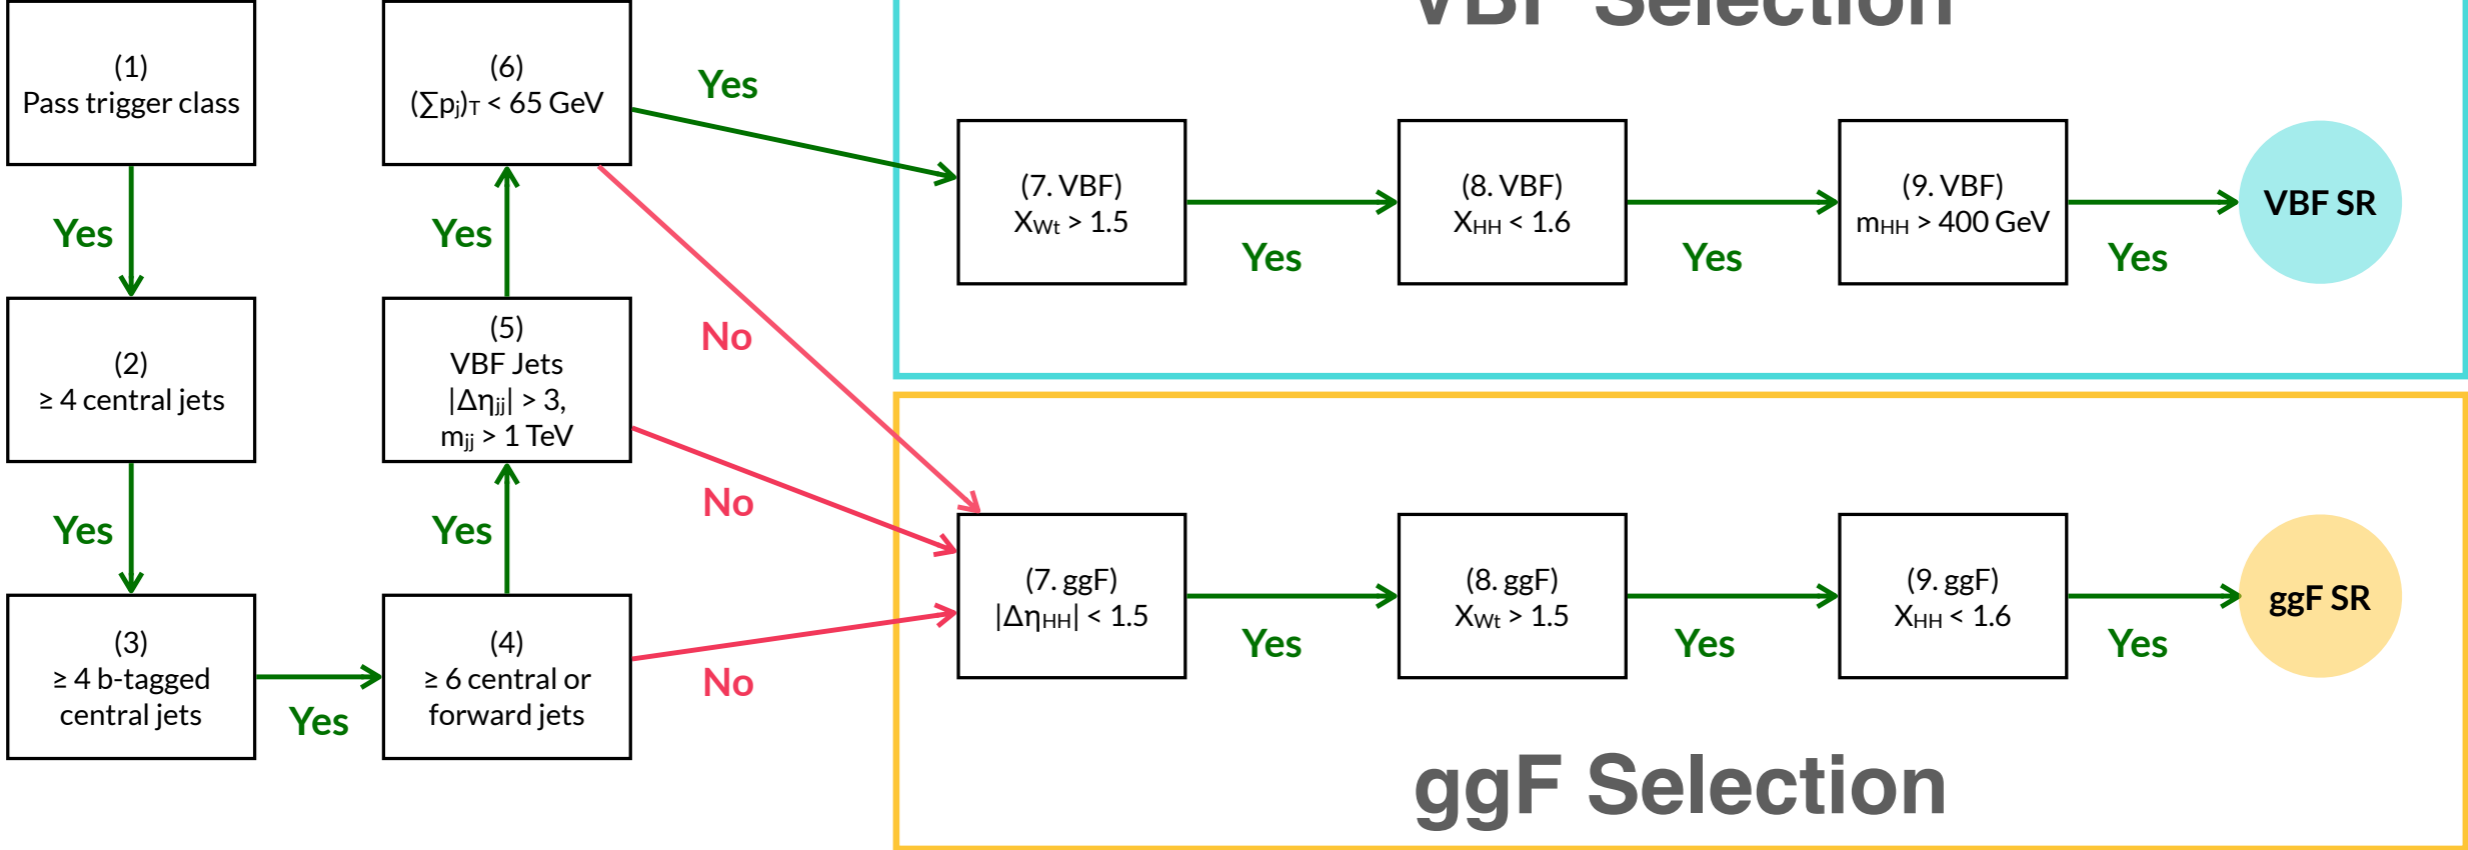 VBF Selection
(1)
Pass trigger class
Yes
(2)
≥ 4 central jets
Yes
(3)
≥ 4 b-tagged
central jets
Yes
(4)
≥ 6 central or
forward jets
Yes
No
(5)
VBF Jets
|Δηjj| > 3,
mjj > 1 TeV
Yes
No
(6)
(∑pj)T < 65 GeV
Yes
No
(7. VBF)
XWt > 1.5
Yes
(8. VBF)
XHH < 1.6
Yes
(9. VBF)
mHH > 400 GeV
Yes
VBF SR
(7. ggF)
|ΔηHH| < 1.5
Yes
(8. ggF)
XWt > 1.5
Yes
(9. ggF)
XHH < 1.6
Yes
ggF SR
ggF Selection